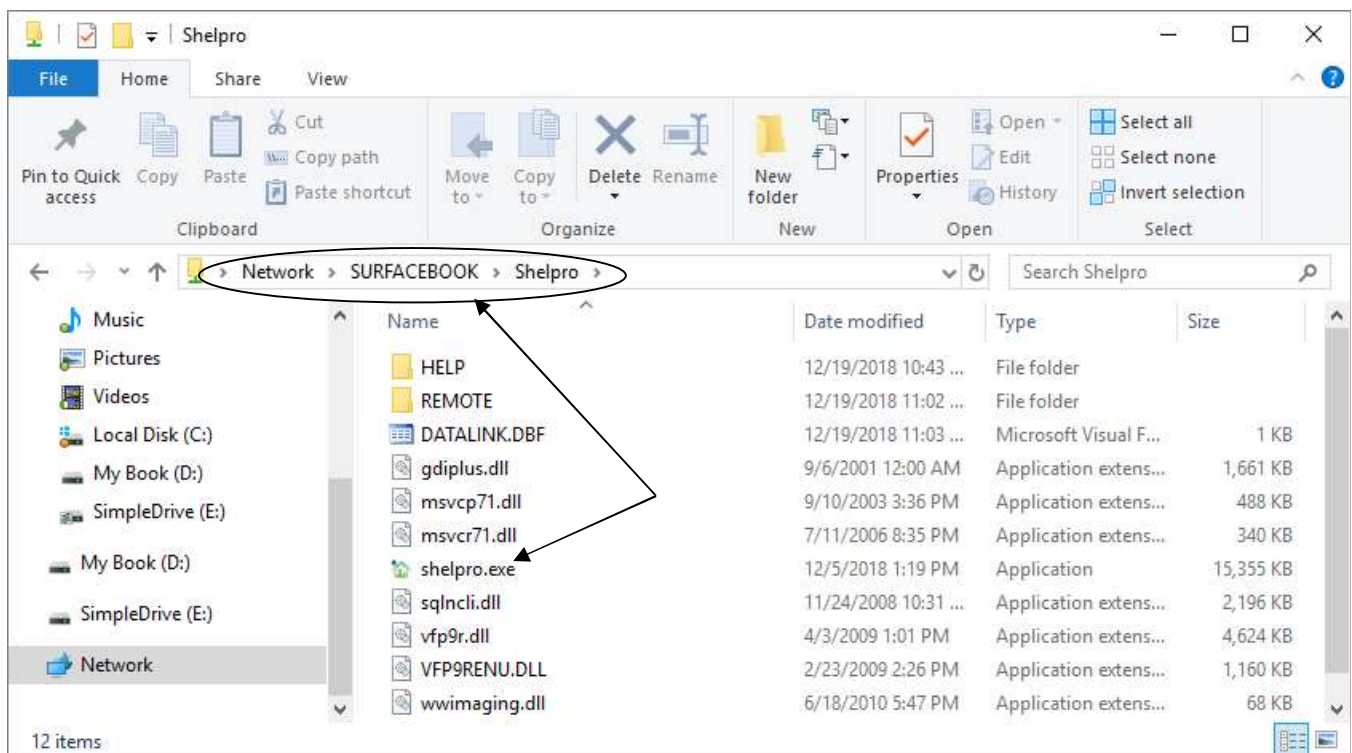 Shelpro
File Home Share View
Pin to Quick access
Copy
Paste
Cut
Copy path
Paste shortcut
Move to
Copy to
Delete
Rename
New folder
Properties
Open
Edit
History
Select all
Select none
Invert selection
Clipboard Organize New Open Select
Network SURFACEBOOK Shelpro
Search Shelpro
Music
Pictures
Videos
Local Disk (C:)
My Book (D:)
SimpleDrive (E:)
My Book (D:)
SimpleDrive (E:)
Network
Name Date modified Type Size
HELP 12/19/2018 10:43 ... File folder
REMOTE 12/19/2018 11:02 ... File folder
DATALINK.DBF 12/19/2018 11:03 ... Microsoft Visual F... 1 KB
gdiplus.dll 9/6/2001 12:00 AM Application extens... 1,661 KB
msvcp71.dll 9/10/2003 3:36 PM Application extens... 488 KB
msvcr71.dll 7/11/2006 8:35 PM Application extens... 340 KB
shelpro.exe 12/5/2018 1:19 PM Application 15,355 KB
sqlncli.dll 11/24/2008 10:31 ... Application extens... 2,196 KB
vfp9r.dll 4/3/2009 1:01 PM Application extens... 4,624 KB
VFP9RENU.DLL 2/23/2009 2:26 PM Application extens... 1,160 KB
wwimaging.dll 6/18/2010 5:47 PM Application extens... 68 KB
12 items